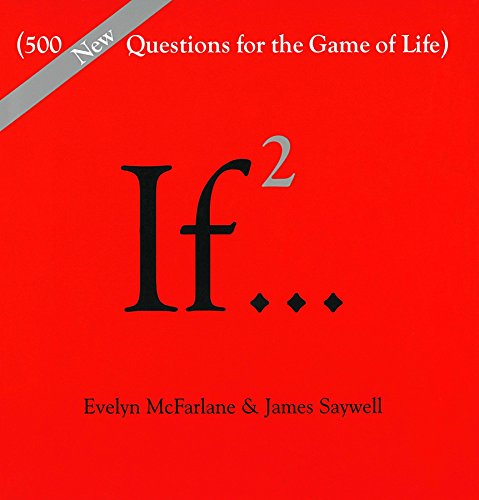 (500 New Questions for the Game of Life)
If²...
Evelyn McFarlane & James Saywell